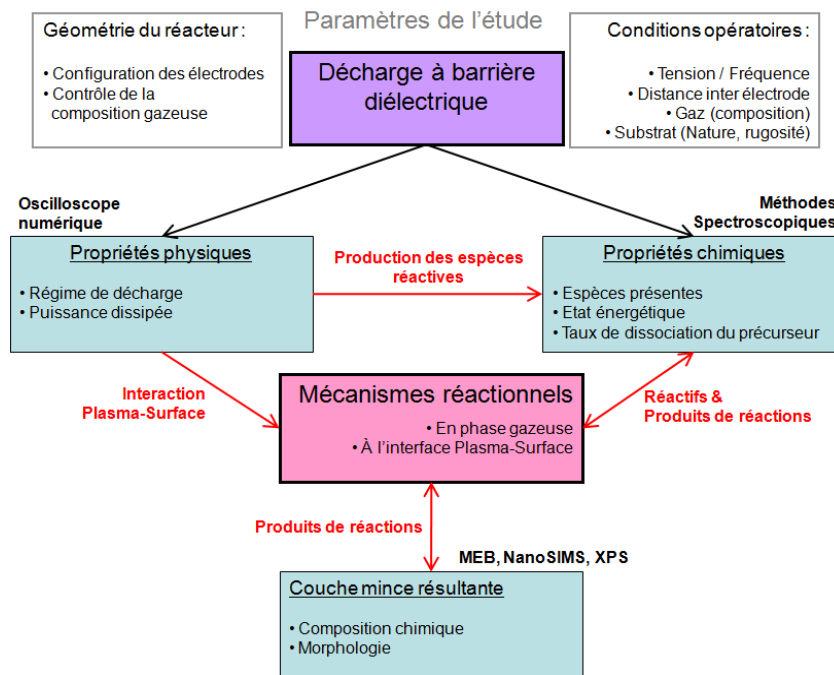 Paramètres de l'étude
Géométrie du réacteur :
• Configuration des électrodes
• Contrôle de la
composition gazeuse
Décharge à barrière
diélectrique
Conditions opératoires :
• Tension / Fréquence
• Distance inter électrode
• Gaz (composition)
• Substrat (Nature, rugosité)
Oscilloscope
numérique
Propriétés physiques
• Régime de décharge
• Puissance dissipée
Production des espèces
réactives
Méthodes
Spectroscopiques
Propriétés chimiques
• Espèces présentes
• Etat énergétique
• Taux de dissociation du précurseur
Interaction
Plasma-Surface
Mécanismes réactionnels
• En phase gazeuse
• À l'interface Plasma-Surface
Réactifs &
Produits de réactions
Produits de réactions
MEB, NanoSIMS, XPS
Couche mince résultante
• Composition chimique
• Morphologie